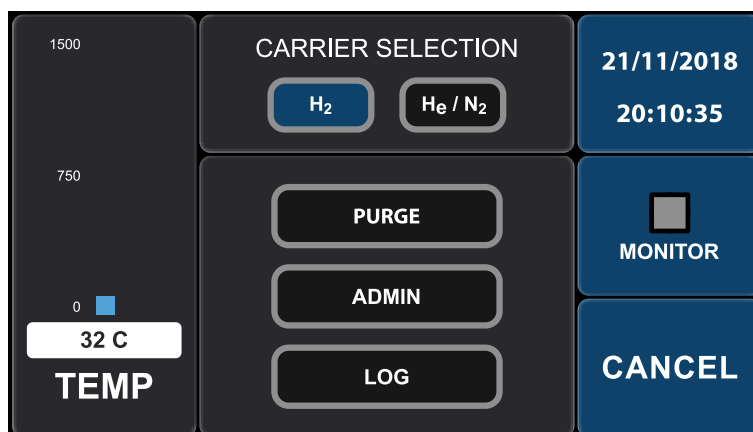 1500
750
0
32 C
TEMP
CARRIER SELECTION
H₂
He / N₂
PURGE
ADMIN
LOG
21/11/2018
20:10:35
MONITOR
CANCEL